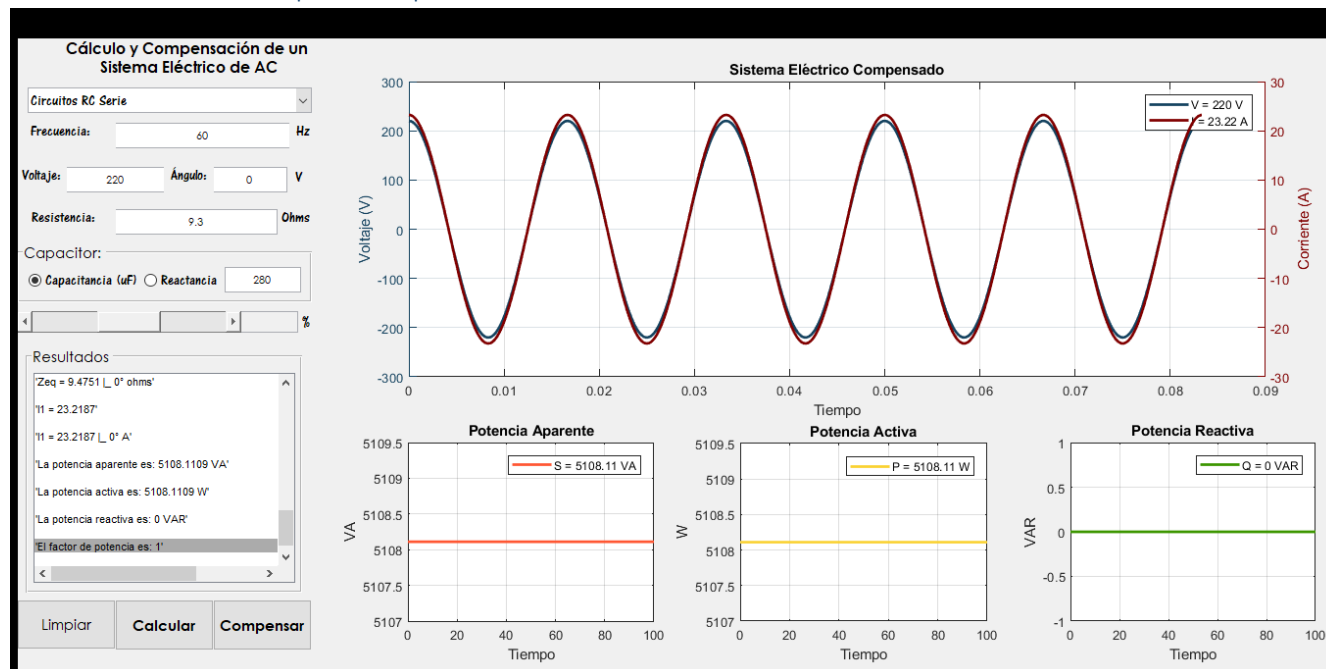 Cálculo y Compensación de un
Sistema Eléctrico de AC
Circuitos RC Serie
Frecuencia: 60 Hz
Voltaje: 220 Ángulo: 0 V
Resistencia: 9.3 Ohms
Capacitor:
Capacitancia (uF) Reactancia 280
%
Resultados
'Zeq = 9.4751 |_ 0° ohms'
'I1 = 23.2187'
'I1 = 23.2187 |_ 0° A'
'La potencia aparente es: 5108.1109 VA'
'La potencia activa es: 5108.1109 W'
'La potencia reactiva es: 0 VAR'
'El factor de potencia es: 1'
Limpiar Calcular Compensar
Sistema Eléctrico Compensado
V = 220 V
= 23.22 A
Voltaje (V)
300
200
100
0
-100
-200
-300
0 0.01 0.02 0.03 0.04 0.05 0.06 0.07 0.08 0.09
Tiempo
30
20
10
0
-10
-20
-30
Corriente (A)
Potencia Aparente
S = 5108.11 VA
VA
5109.5
5109
5108.5
5108
5107.5
5107
0 20 40 60 80 100
Tiempo
Potencia Activa
P = 5108.11 W
W
5109.5
5109
5108.5
5108
5107.5
5107
0 20 40 60 80 100
Tiempo
Potencia Reactiva
Q = 0 VAR
VAR
1
0.5
0
-0.5
-1
0 20 40 60 80 100
Tiempo